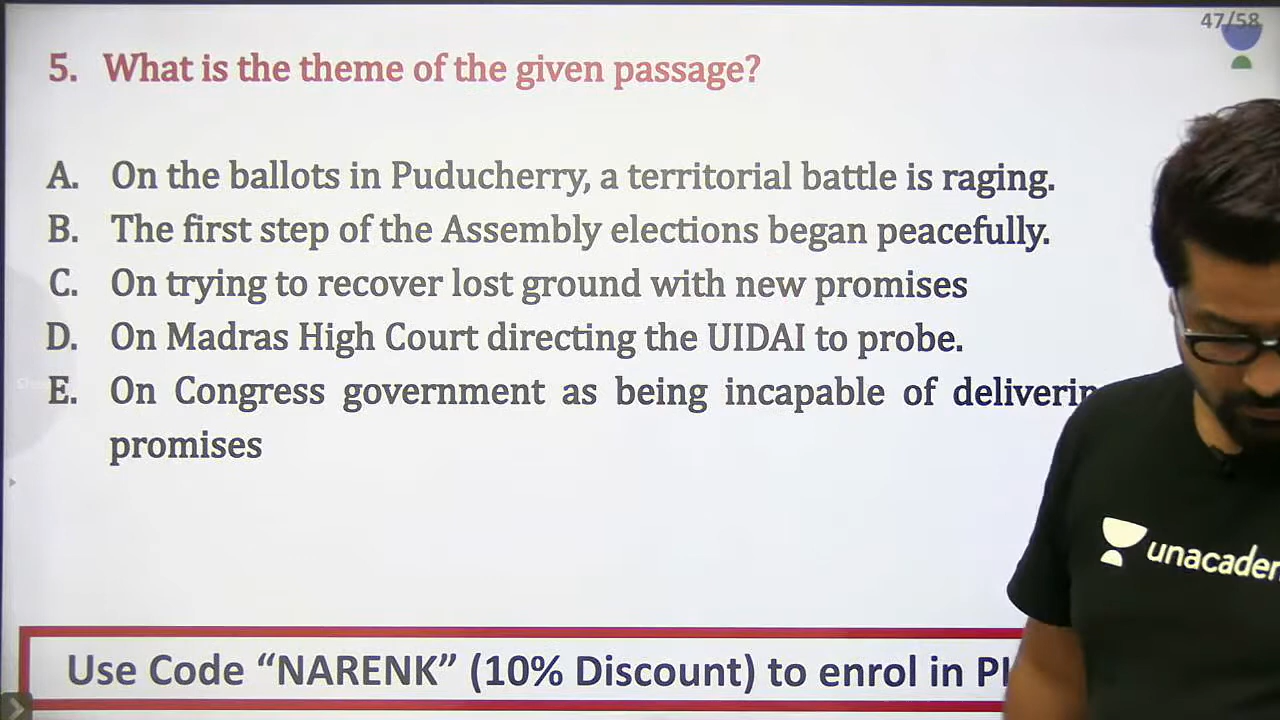 47/58
5. What is the theme of the given passage?
A. On the ballots in Puducherry, a territorial battle is raging.
B. The first step of the Assembly elections began peacefully.
C. On trying to recover lost ground with new promises
D. On Madras High Court directing the UIDAI to probe.
E. On Congress government as being incapable of
promises
unacadem
Use Code “NARENK” (10% Discount) to enrol in